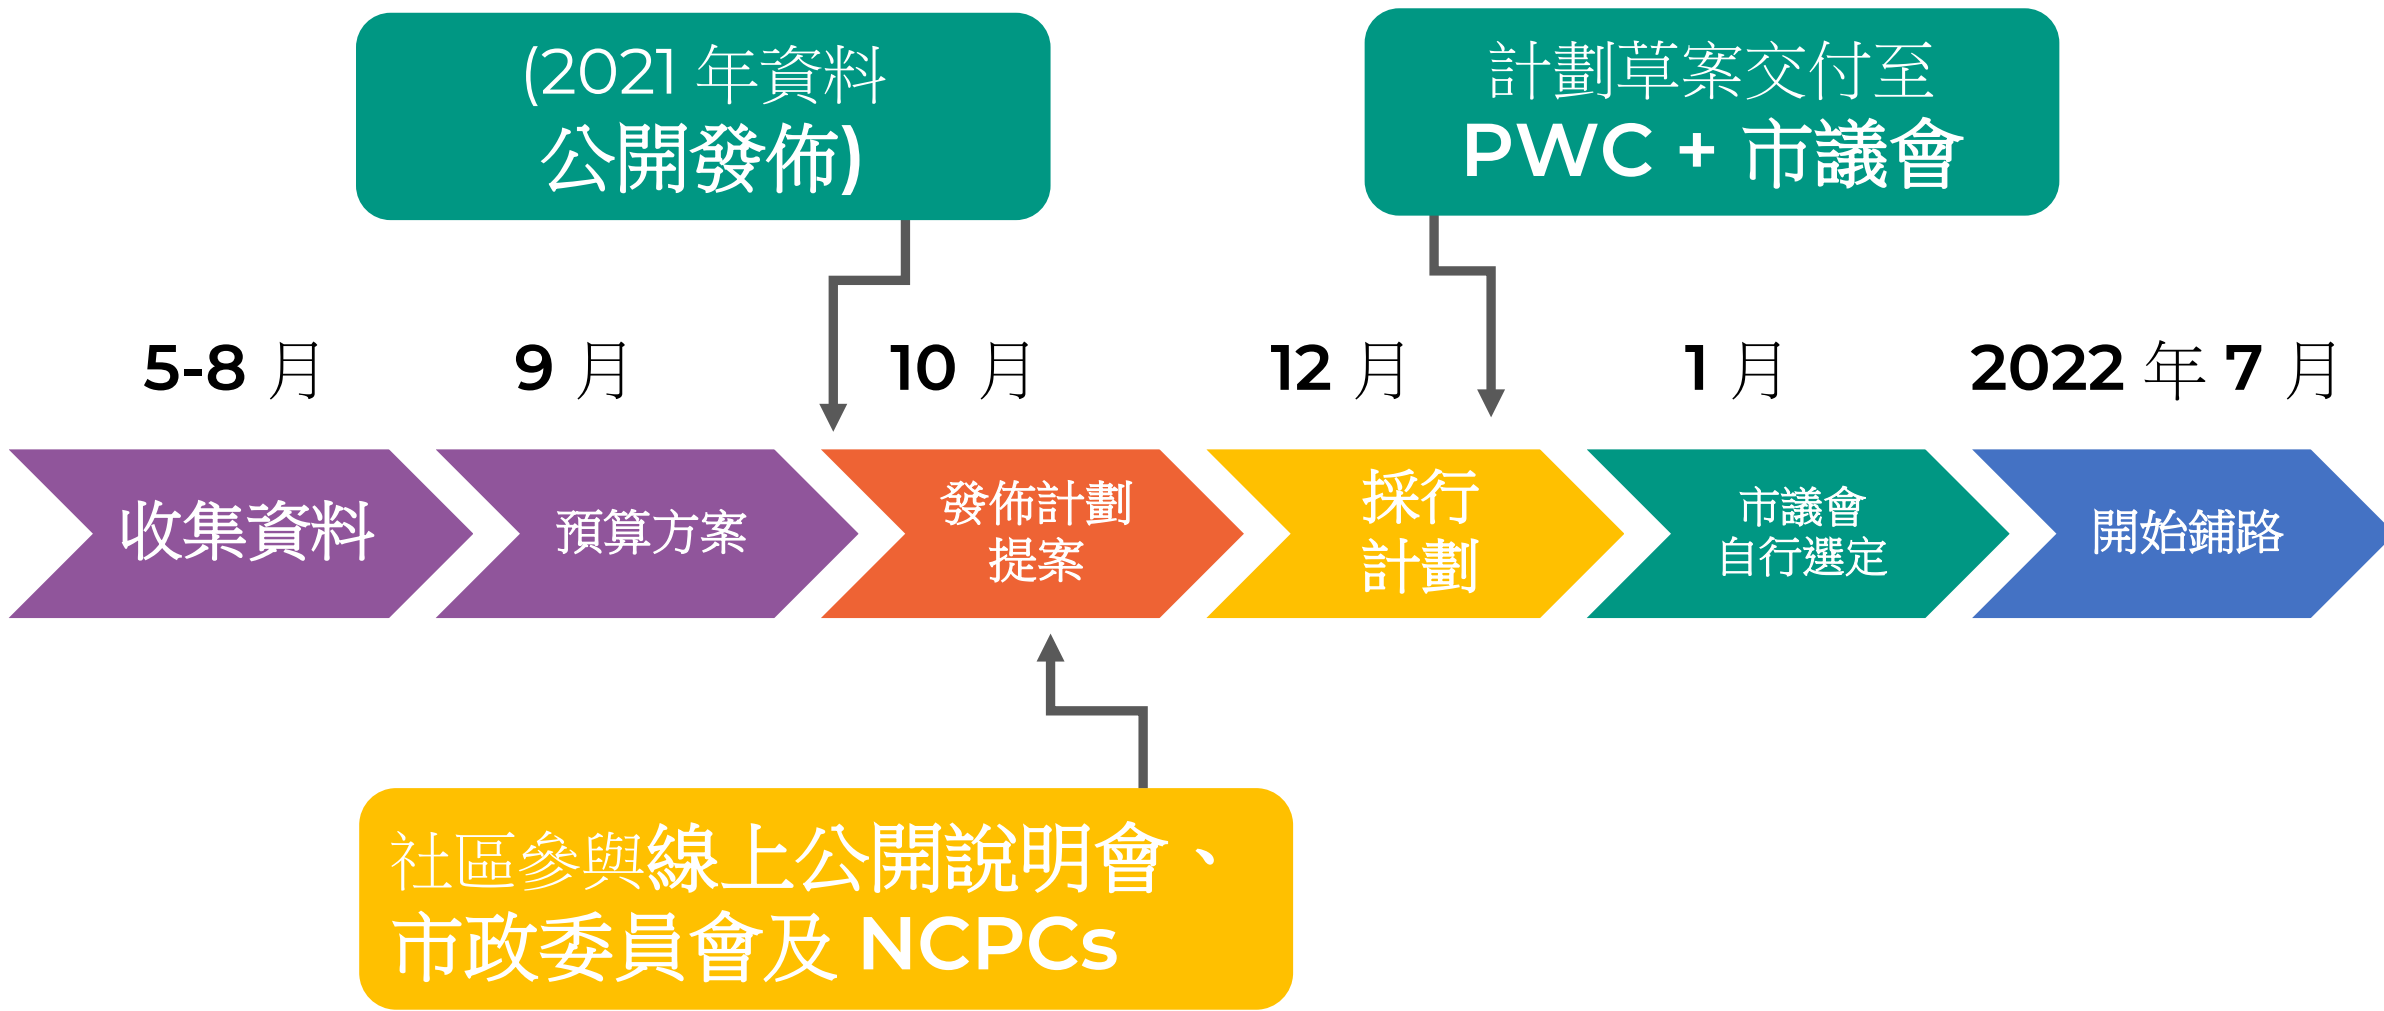 (2021 年資料
公開發佈)
計劃草案交付至
PWC + 市議會
5-8 月
9 月
10 月
12 月
1 月
2022 年 7 月
收集資料
預算方案
發佈計劃
提案
採行
計劃
市議會
自行選定
開始鋪路
社區參與線上公開說明會、
市政委員會及 NCPCs